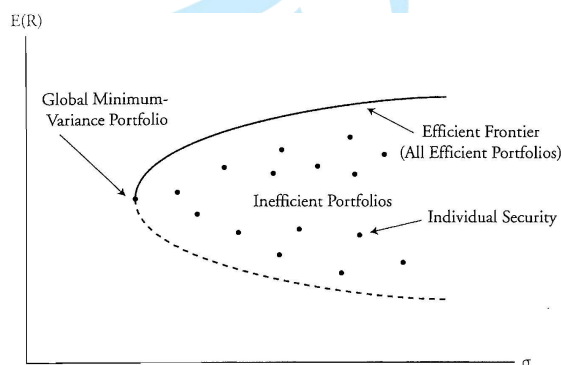 E(R)
Global Minimum-
Variance Portfolio
Efficient Frontier
(All Efficient Portfolios)
Inefficient Portfolios
Individual Security
σ